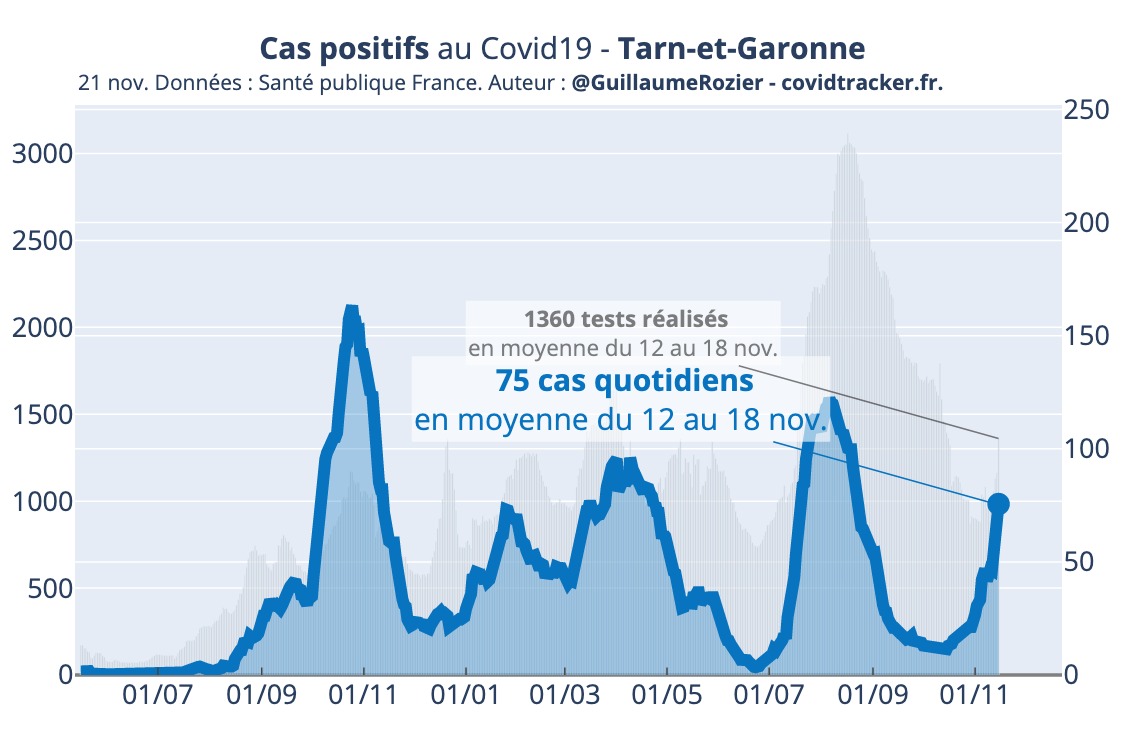 Cas positifs au Covid19 - Tarn-et-Garonne
21 nov. Données : Santé publique France. Auteur : @GuillaumeRozier - covidtracker.fr.
250
3000
200
2500
2000
150
1360 tests réalisés
en moyenne du 12 au 18 nov.
75 cas quotidiens
en moyenne du 12 au 18 nov.
1500
100
1000
50
500
0
0
01/07 01/09 01/11 01/01 01/03 01/05 01/07 01/09 01/11